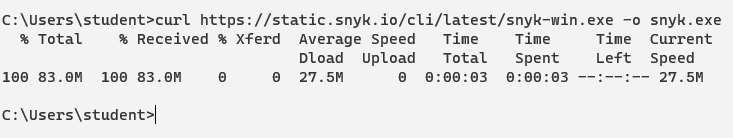 C:\Users\student>curl https://static.snyk.io/cli/latest/snyk-win.exe -o snyk.exe
  % Total    % Received % Xferd  Average Speed   Time    Time     Time  Current
                                 Dload  Upload   Total   Spent    Left  Speed
100 83.0M  100 83.0M    0     0  27.5M      0  0:00:03  0:00:03 --:--:-- 27.5M
C:\Users\student>